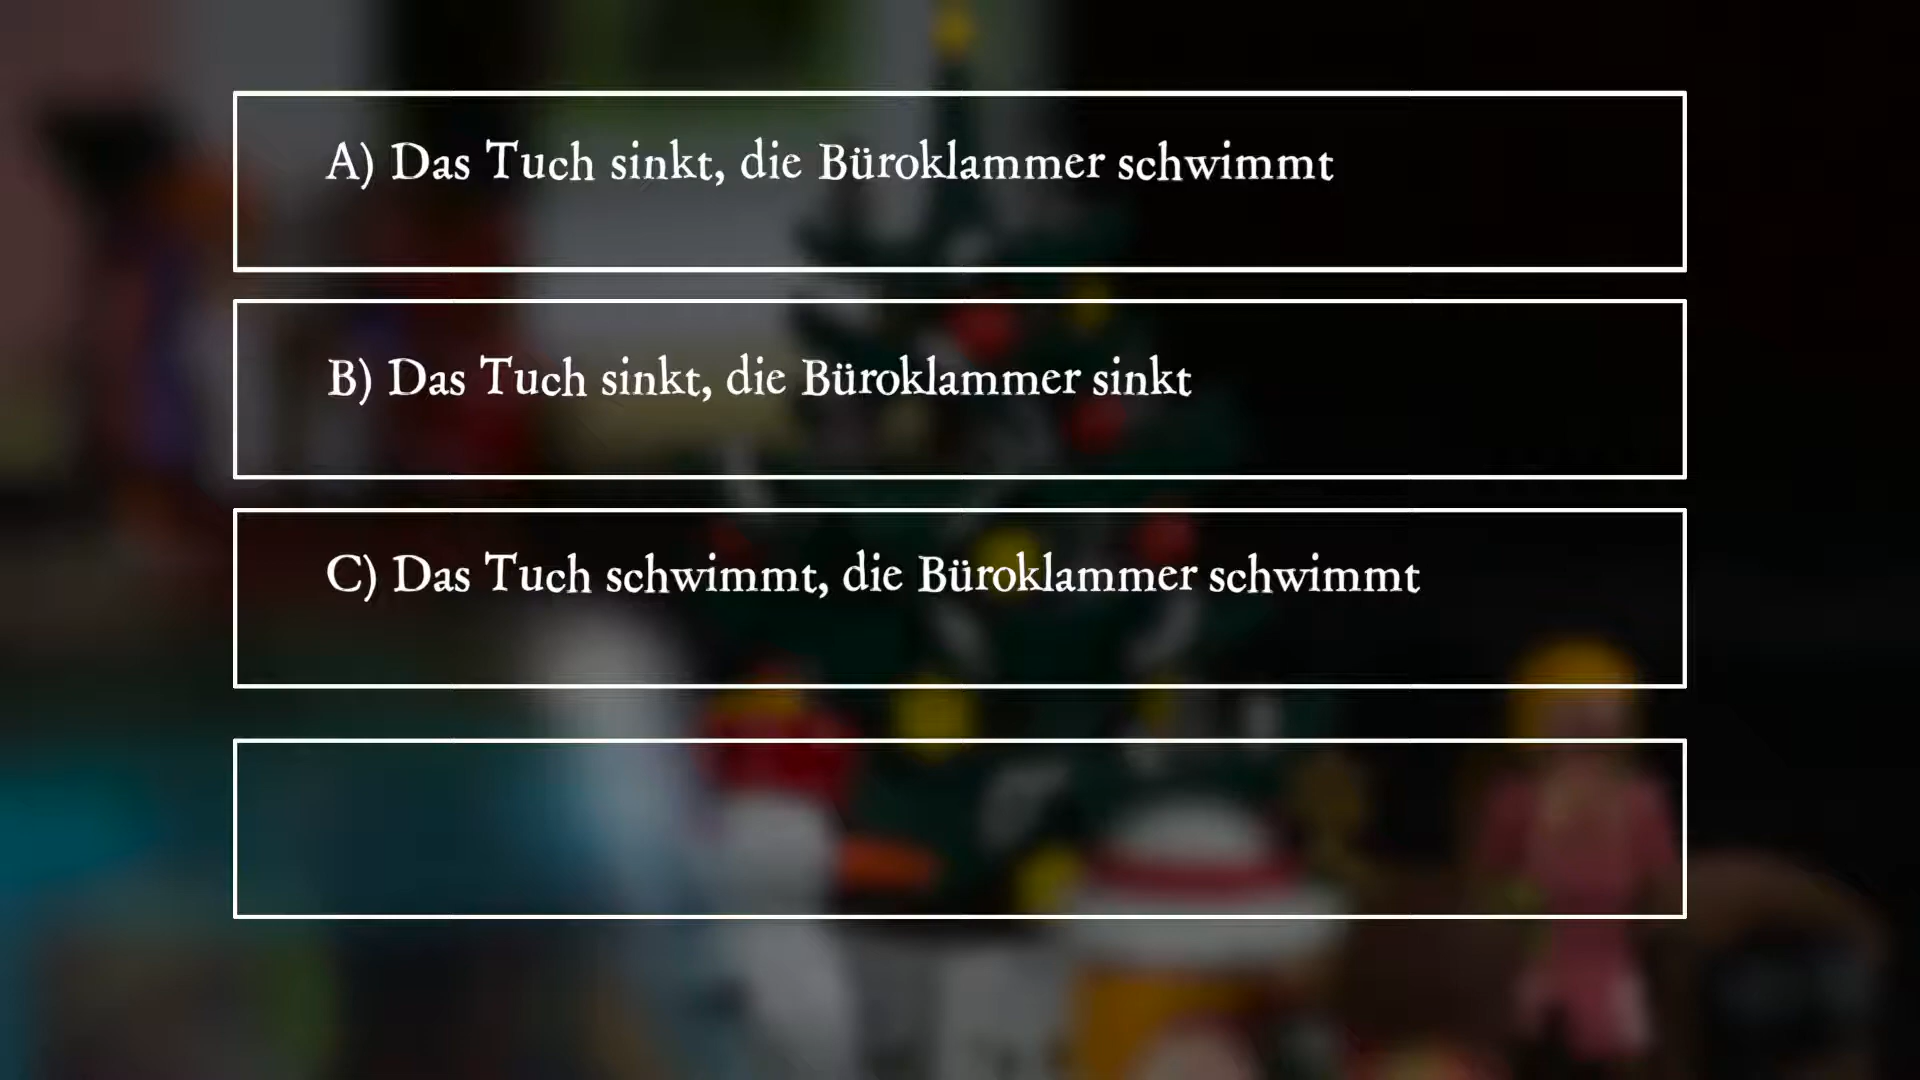 A) Das Tuch sinkt, die Büroklammer schwimmt
B) Das Tuch sinkt, die Büroklammer sinkt
C) Das Tuch schwimmt, die Büroklammer schwimmt